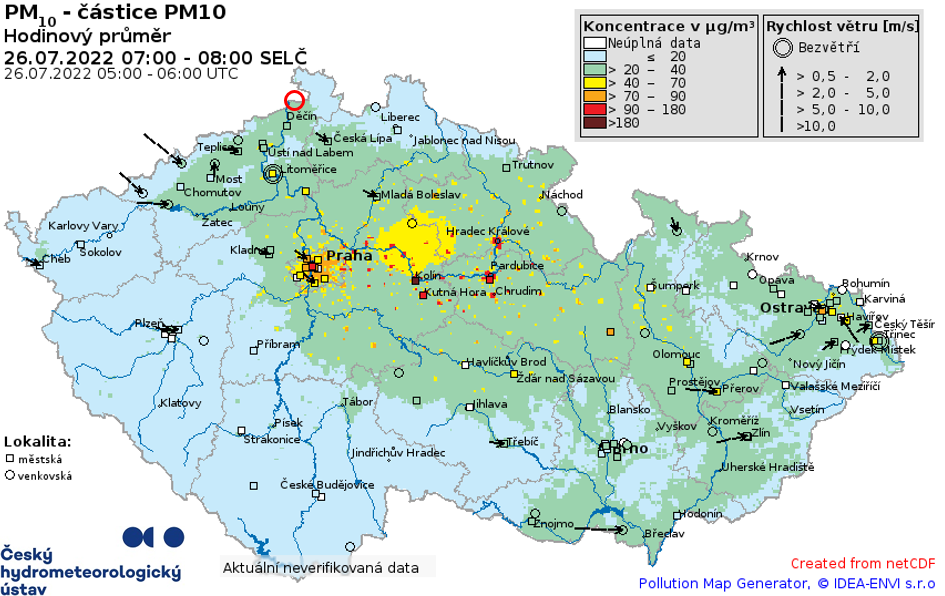 PM10 - částice PM10
Hodinový průměr
26.07.2022 07:00 - 08:00 SELČ
26.07.2022 05:00 - 06:00 UTC
Koncentrace v µg/m³
Neúplná data
≤ 20
> 20 - 40
> 40 - 70
> 70 - 90
> 90 - 180
>180
Rychlost větru [m/s]
Bezvětří
> 0,5 - 2,0
> 2,0 - 5,0
> 5,0 - 10,0
>10,0
Děčín
Liberec
Teplice
Ústí nad Labem
Česká Lípa
Jablonec nad Nisou
Most
Litoměřice
Trutnov
Chomutov
Louny
Mladá Boleslav
Náchod
Žatec
Karlovy Vary
Sokolov
Cheb
Kladno
Praha
Hradec Králové
Kolín
Pardubice
Kutná Hora
Chrudim
Šumperk
Krnov
Opava
Bohumín
Karviná
Ostrava
Havířov
Český Těšín
Třinec
Frýdek-Místek
Plzeň
Příbram
Havlíčkův Brod
Žďár nad Sázavou
Olomouc
Nový Jičín
Prostějov
Přerov
Valašské Meziříčí
Klatovy
Tábor
Jihlava
Blansko
Vsetín
Písek
Strakonice
Třebíč
Brno
Vyškov
Kroměříž
Zlín
Jindřichův Hradec
Uherské Hradiště
České Budějovice
Znojmo
Hodonín
Břeclav
Lokalita:
městská
venkovská
Český
hydrometeorologický
ústav
Aktuální neverifikovaná data
Created from netCDF
Pollution Map Generator, © IDEA-ENVI s.r.o